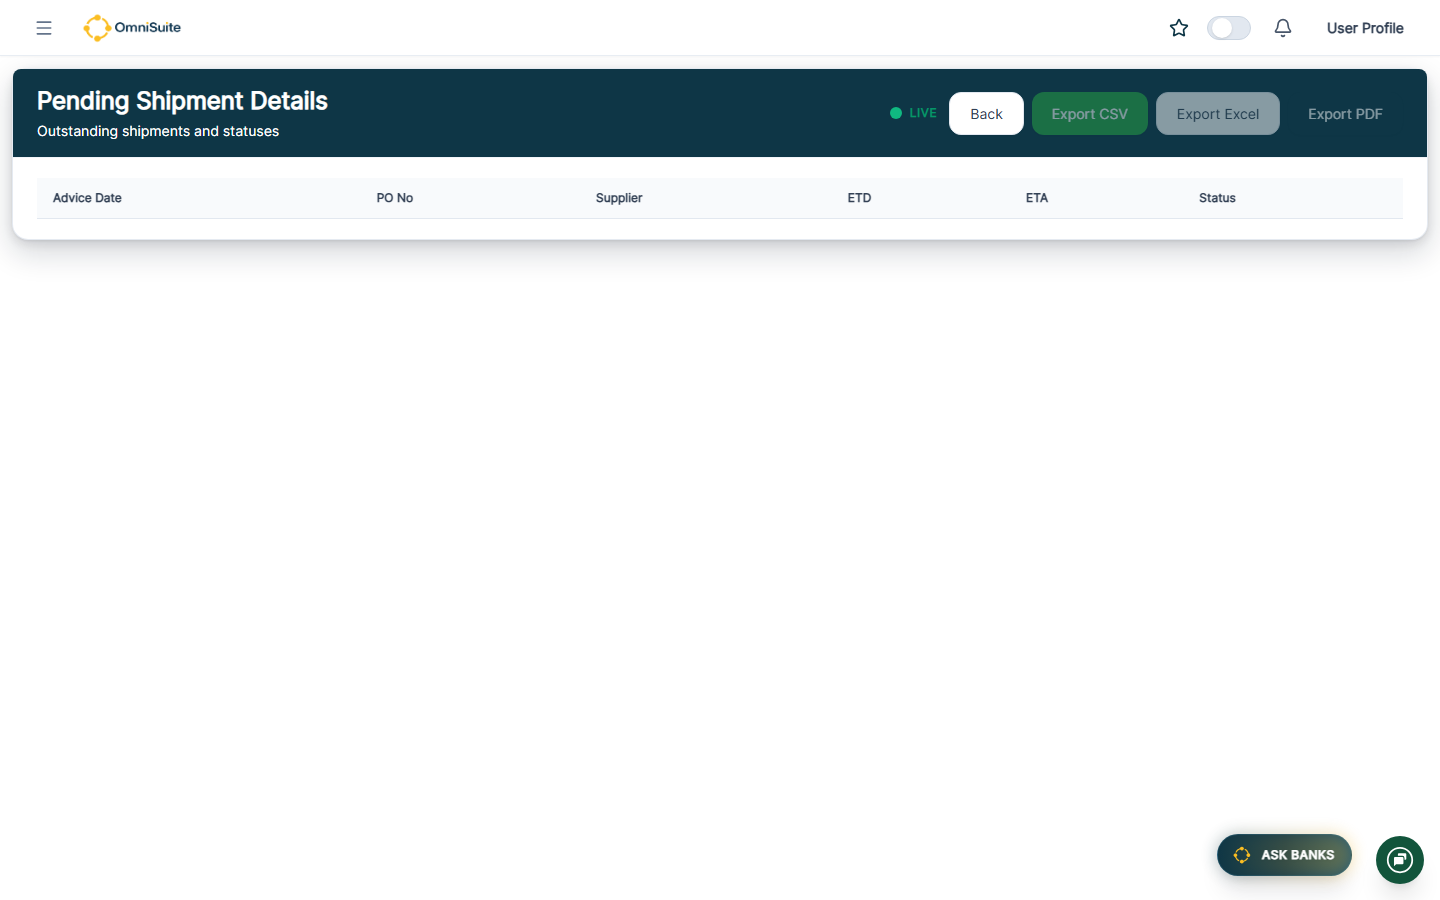 OmniSuite
User Profile
Pending Shipment Details
Outstanding shipments and statuses
LIVE
Back
Export CSV
Export Excel
Export PDF
Advice Date
PO No
Supplier
ETD
ETA
Status
ASK BANKS